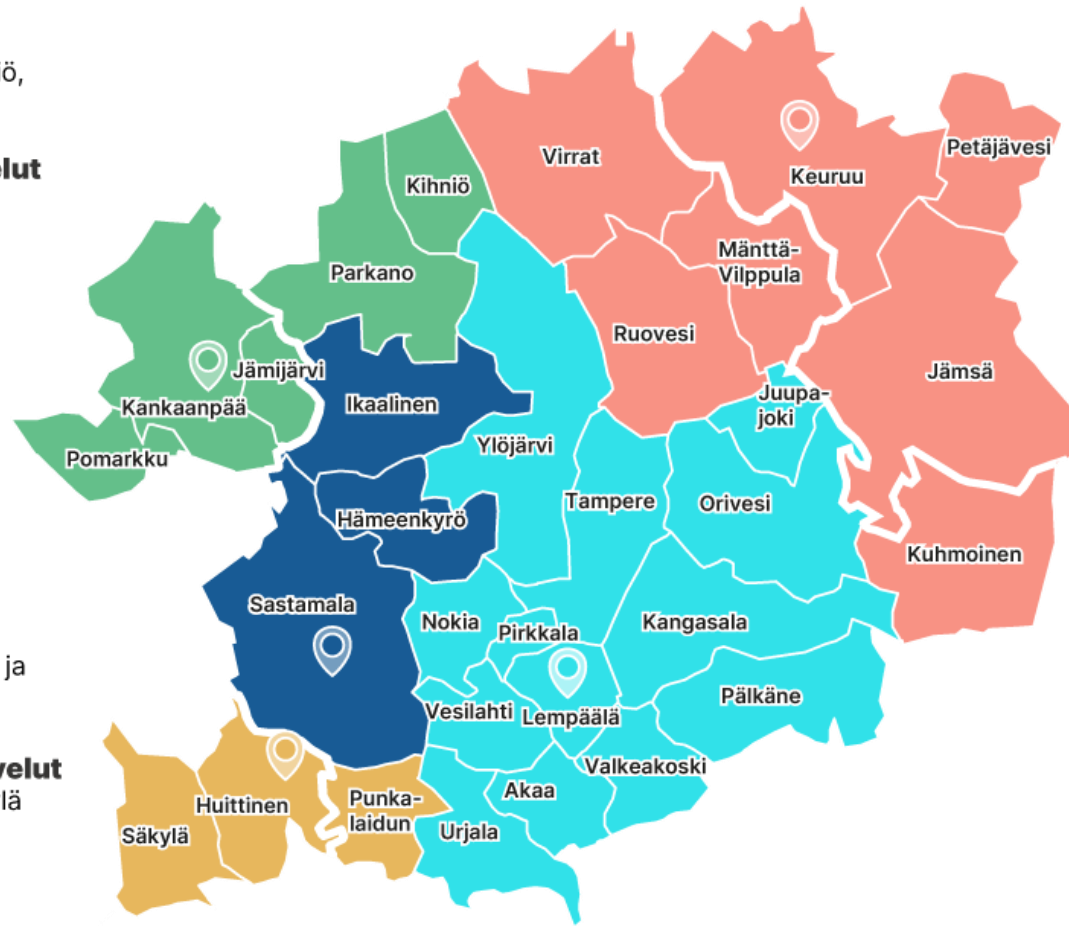 iö,
elut
ja
velut
lä
Virrat
Keuruu
Petäjävesi
Kihniö
Mänttä-
Vilppula
Parkano
Ruovesi
Jämijärvi
Jämsä
Kankaanpää
Ikaalinen
Juupa-
joki
Pomarkku
Ylöjärvi
Tampere
Orivesi
Hämeenkyrö
Kuhmoinen
Sastamala
Nokia
Pirkkala
Kangasala
Pälkäne
Vesilahti
Lempäälä
Valkeakoski
Huittinen
Punka-
laidun
Akaa
Säkylä
Urjala